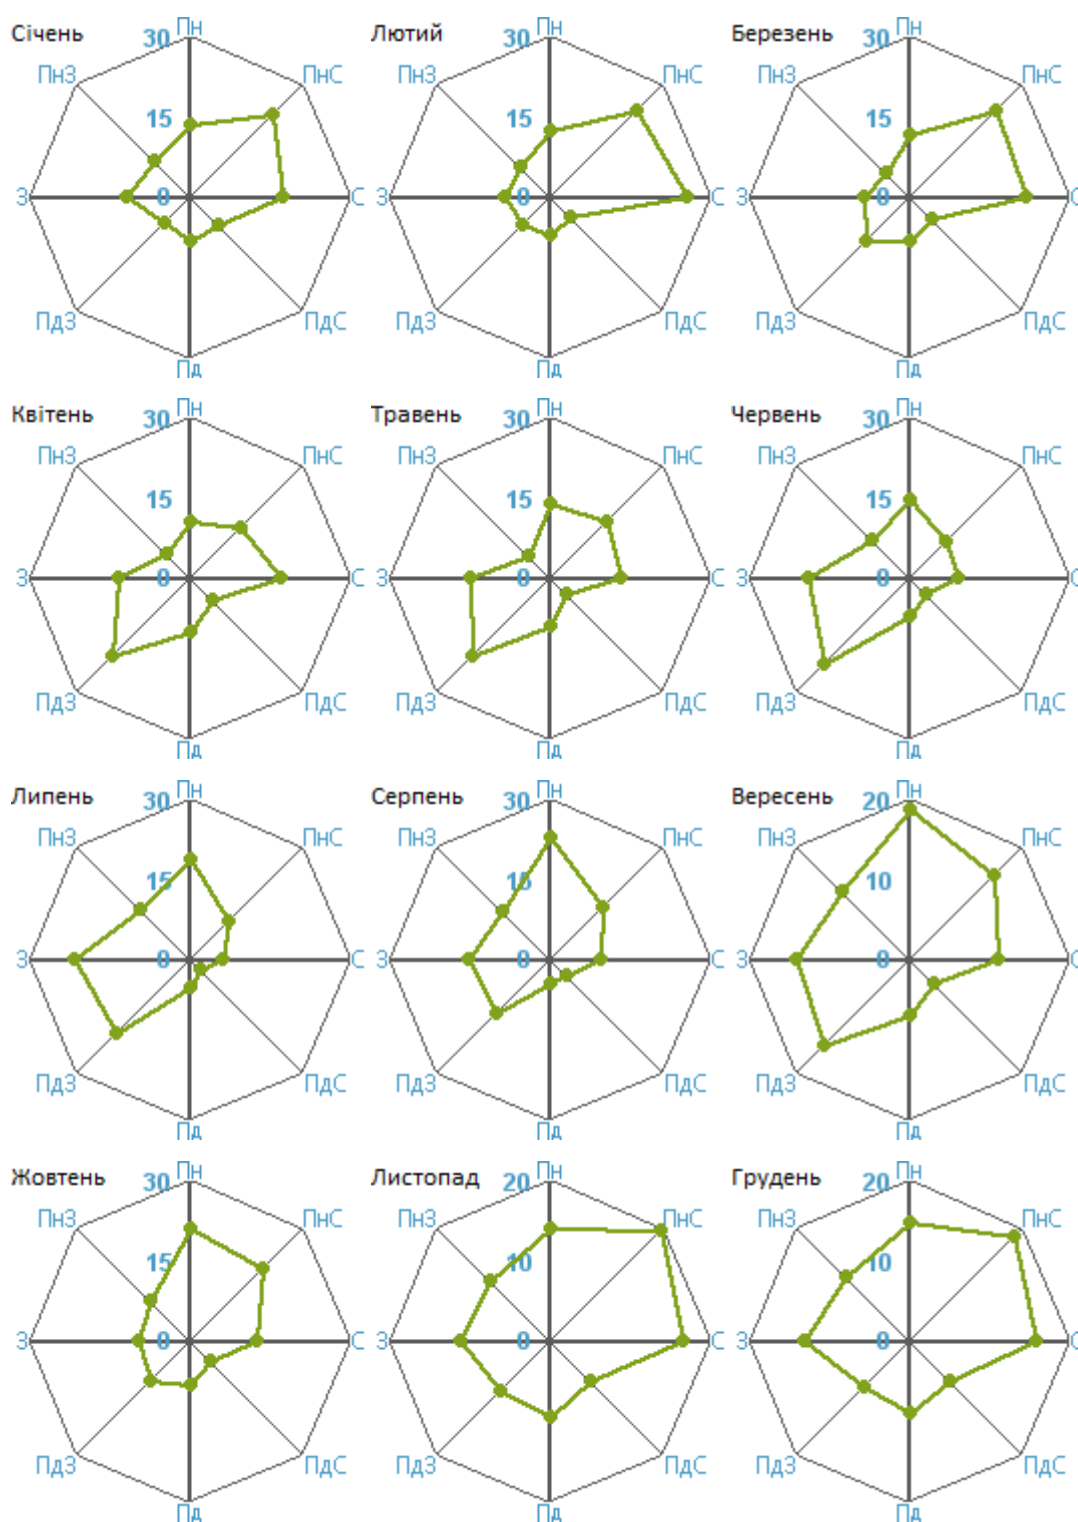 Січень
30
Пн
ПнЗ
ПнС
15
З
0
С
ПдЗ
ПдС
Пд
Лютий
30
Пн
ПнЗ
ПнС
15
З
0
С
ПдЗ
ПдС
Пд
Березень
30
Пн
ПнЗ
ПнС
15
З
0
С
ПдЗ
ПдС
Пд
Квітень
30
Пн
ПнЗ
ПнС
15
З
0
С
ПдЗ
ПдС
Пд
Травень
30
Пн
ПнЗ
ПнС
15
З
0
С
ПдЗ
ПдС
Пд
Червень
30
Пн
ПнЗ
ПнС
15
З
0
С
ПдЗ
ПдС
Пд
Липень
30
Пн
ПнЗ
ПнС
15
З
0
С
ПдЗ
ПдС
Пд
Серпень
30
Пн
ПнЗ
ПнС
15
З
0
С
ПдЗ
ПдС
Пд
Вересень
20
Пн
ПнЗ
ПнС
10
З
0
С
ПдЗ
ПдС
Пд
Жовтень
30
Пн
ПнЗ
ПнС
15
З
0
С
ПдЗ
ПдС
Пд
Листопад
20
Пн
ПнЗ
ПнС
10
З
0
С
ПдЗ
ПдС
Пд
Грудень
20
Пн
ПнЗ
ПнС
10
З
0
С
ПдЗ
ПдС
Пд